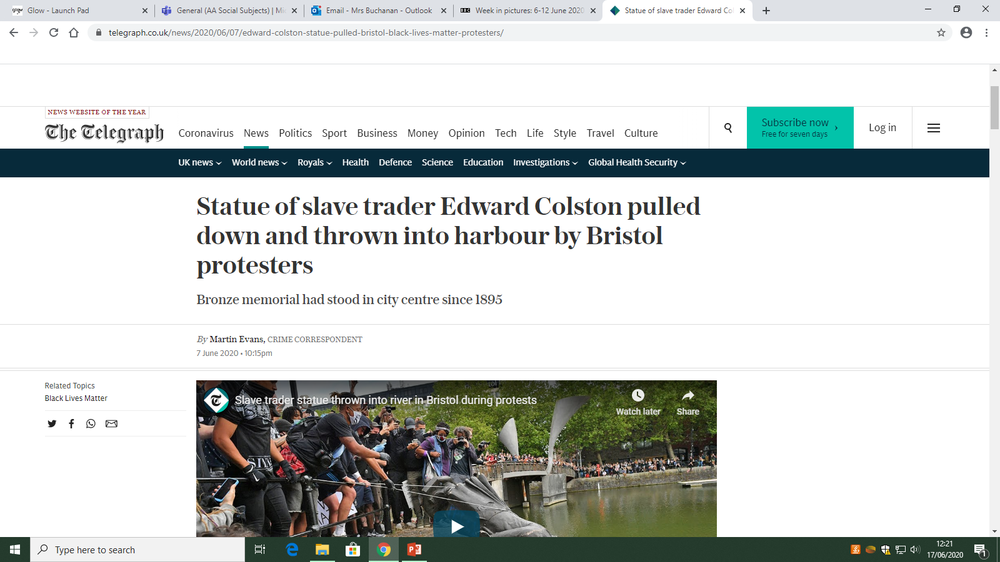 Glow - Launch Pad
General (AA Social Subjects) | Mic
Email - Mrs Buchanan - Outlook
BBC Week in pictures: 6-12 June 2020
Statue of slave trader Edward Col
telegraph.co.uk/news/2020/06/07/edward-colston-statue-pulled-bristol-black-lives-matter-protesters/
NEWS WEBSITE OF THE YEAR
The Telegraph
Coronavirus News Politics Sport Business Money Opinion Tech Life Style Travel Culture
Subscribe now
Free for seven days
Log in
UK news World news Royals Health Defence Science Education Investigations Global Health Security
Statue of slave trader Edward Colston pulled
down and thrown into harbour by Bristol
protesters
Bronze memorial had stood in city centre since 1895
By Martin Evans, CRIME CORRESPONDENT
7 June 2020 • 10:15pm
Related Topics
Black Lives Matter
Slave trader statue thrown into river in Bristol during protests
Watch later
Share
Type here to search
12:21
17/06/2020
1